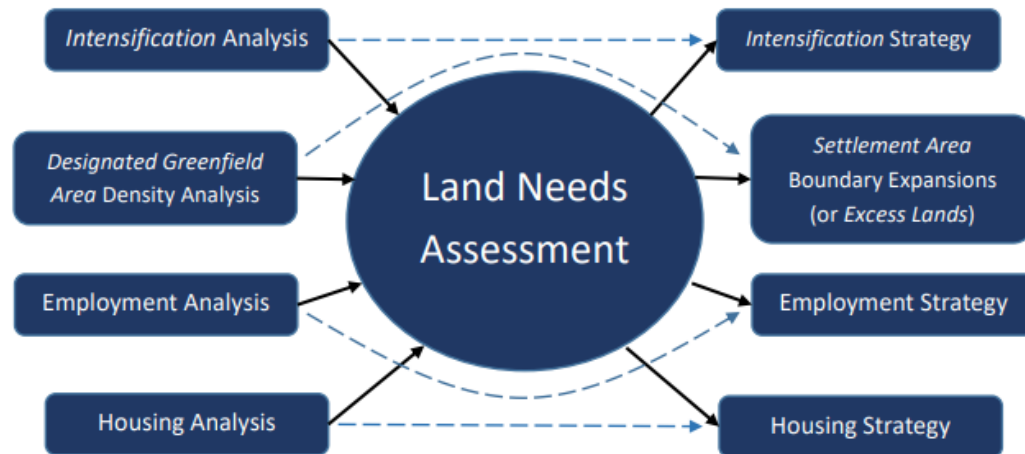 Intensification Analysis
Intensification Strategy
Designated Greenfield
Area Density Analysis
Land Needs
Assessment
Settlement Area
Boundary Expansions
(or Excess Lands)
Employment Analysis
Employment Strategy
Housing Analysis
Housing Strategy